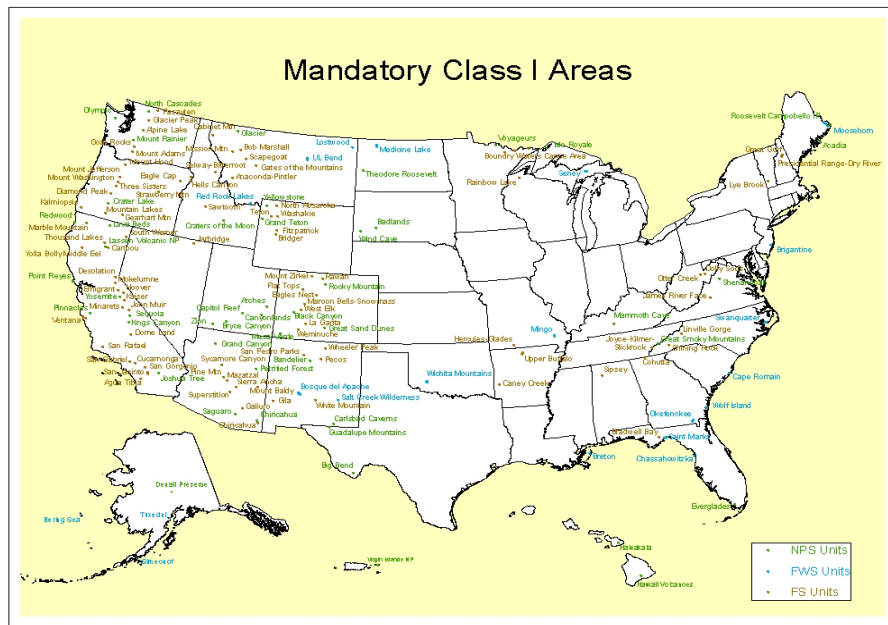 Mandatory Class I Areas
North Cascades
Olympic
Pasayten
Glacier Peak
Alpine Lake
Mount Rainier
Goat Rocks
Mount Adams
Mount Hood
Mount Jefferson
Mount Washington
Eagle Cap
Three Sisters
Strawberry Mtn
Hells Canyon
Diamond Peak
Crater Lake
Kalmiopsis
Mountain Lakes
Gearhart Mtn
Redwood
Lava Beds
South Warner
Marble Mountain
Thousand Lakes
Lassen Volcanic NP
Caribou
Yolla BollyMiddle Eel
Jarbridge
Cabinet Mtn
Glacier
Mission Mtn
Bob Marshall
Scapegoat
Selway Bitterroot
Gates of the Mountains
Anaconda-Pintler
Red Rock Lakes
Sawtooth
Craters of the Moon
Yellowstone
North Absaroka
Teton
Washakie
Grand Teton
Fitzpatrick
Bridger
Lostwood
Medicine Lake
UL Bend
Theodore Roosevelt
Badlands
Wind Cave
Voyageurs
Isle Royale
Boundry Waters Canoe Area
Seney
Rainbow Lake
Roosevelt Campobello IP
Moosehorn
Acadia
Great Gulf
Presidential Range-Dry River
Lye Brook
Brigantine
Dolly Sods
Otter Creek
Shenandoah
James River Face
Point Reyes
Desolation
Mokelumne
Emigrant
Hoover
Yosemite
Kaiser
Pinnacles
Minarets
John Muir
Sequoia
Ventana
Kings Canyon
Dome Land
San Rafael
San Gabriel
Cucamonga
San Gorgonio
San Jacinto
Joshua Tree
Agua Tibia
Mount Zirkel
Rawah
Flat Tops
Rocky Mountain
Eagles Nest
Maroon Bells-Snowmass
Arches
West Elk
Capitol Reef
Black Canyon
Canyonlands
La Garita
Zion
Bryce Canyon
Weminuche
Great Sand Dunes
Mesa Verde
Grand Canyon
Wheeler Peak
San Pedro Parks
Sycamore Canyon
Bandelier
Pecos
Petrified Forest
Pine Mtn
Mazatzal
Sierra Ancha
Superstition
Mount Baldy
Bosque del Apache
Salt Creek Wilderness
Gila
White Mountain
Saguaro
Galiuro
Chiricahua
Chiricahua
Carlsbad Caverns
Guadalupe Mountains
Big Bend
Wichita Mountains
Mingo
Hercules-Glades
Upper Buffalo
Caney Creek
Mammoth Cave
Swanquater
Linville Gorge
Joyce-Kilmer-
Slickrock
Great Smoky Mountains
Shining Rock
Cohutta
Sipsey
Cape Romain
Wolf Island
Okefenokee
Bradwell Bay
Saint Marks
Chassahowitzka
Breton
Everglades
Denali Preserve
Bering Sea
Tuxedni
Simeonof
Virgin Islands NP
Haleakala
Hawaii Volcanoes
NPS Units
FWS Units
FS Units